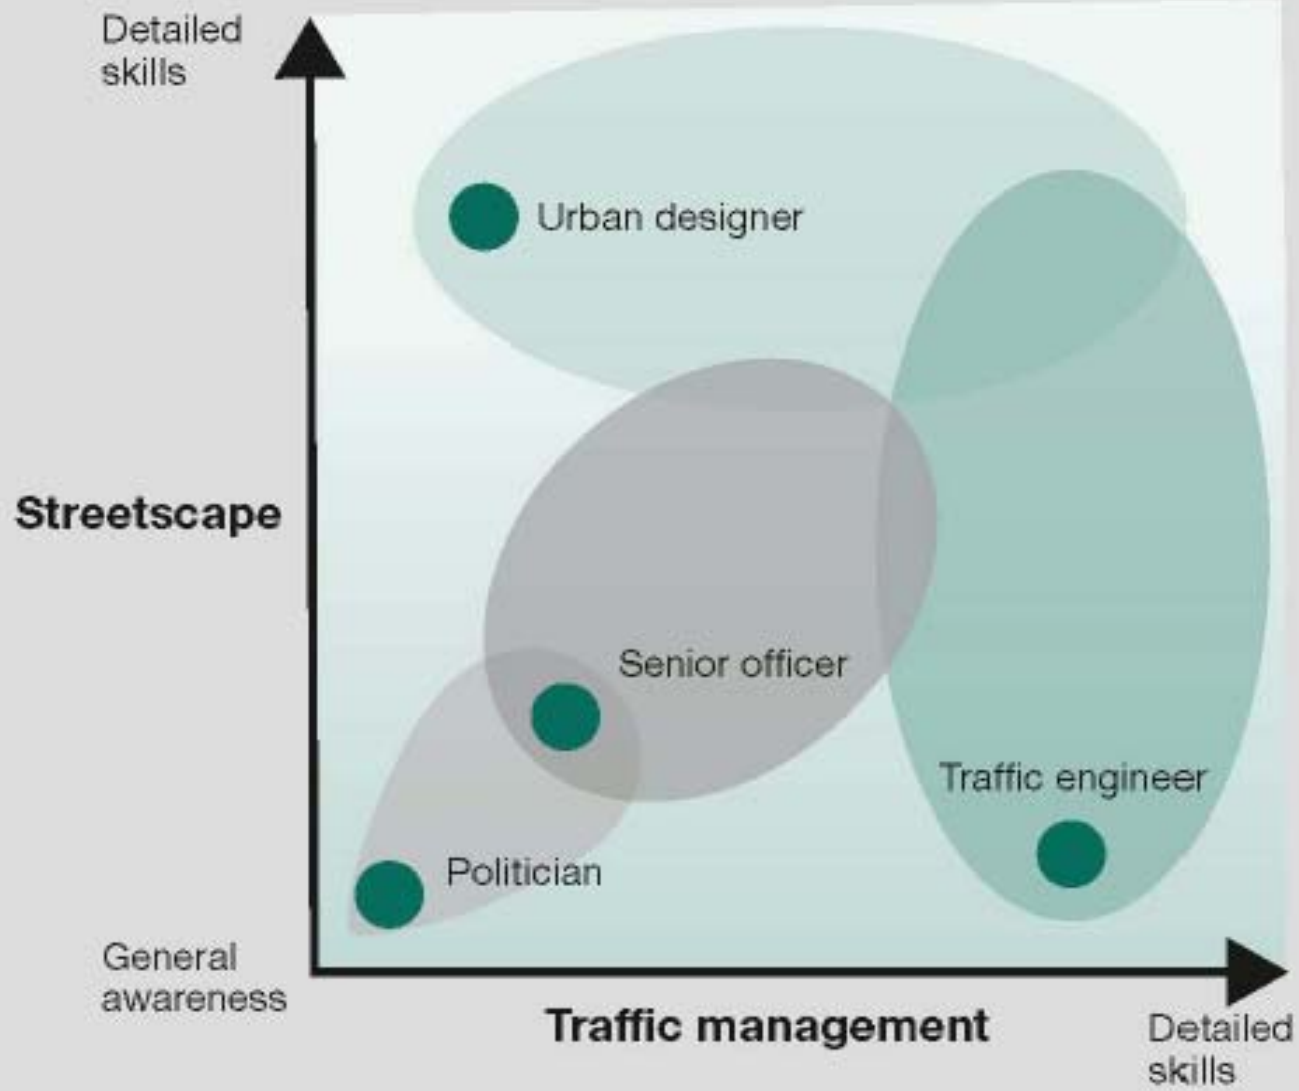 Detailed
skills
Urban designer
Streetscape
Senior officer
Traffic engineer
Politician
General
awareness
Traffic management
Detailed
skills